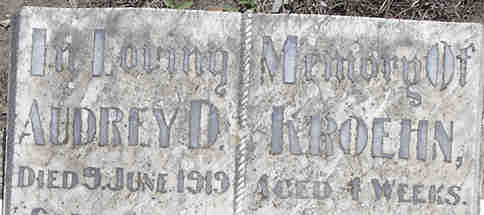 In Loving Memory Of
AUDREY D. KROEHN,
DIED 9. JUNE 1919 AGED 4 WEEKS.